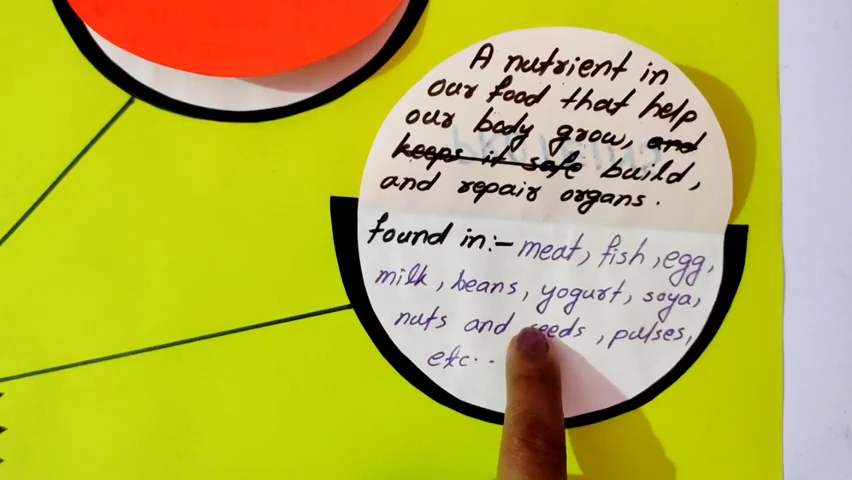 A nutrient in
our food that help
our body grow, and
keeps it safe build,
and repair organs.
found in:- meat, fish, egg,
milk, beans, yogurt, soya,
nuts and seeds, pulses,
etc..